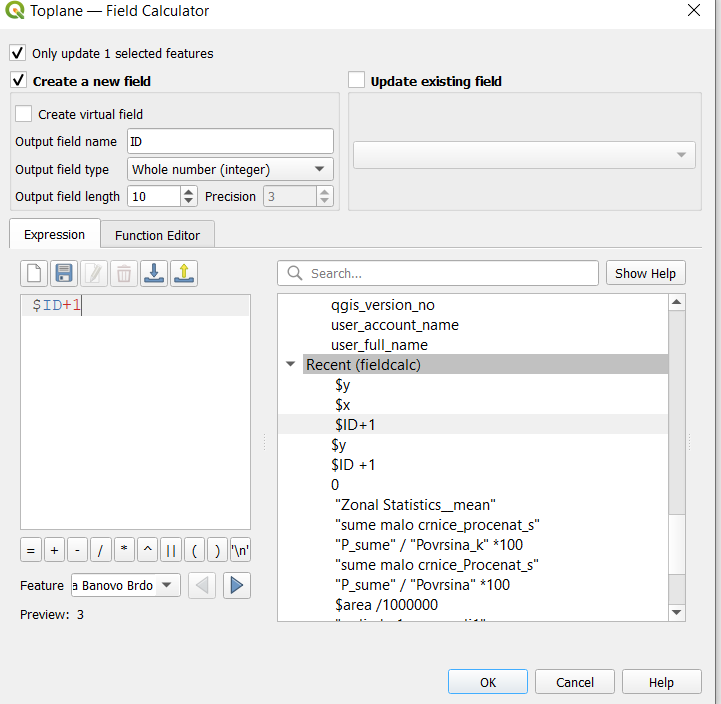 Toplane — Field Calculator
Only update 1 selected features
Create a new field
Update existing field
Create virtual field
Output field name ID
Output field type Whole number (integer)
Output field length 10 Precision 3
Expression Function Editor
Search... Show Help
$ID+1
qgis_version_no
user_account_name
user_full_name
Recent (fieldcalc)
$y
$x
$ID+1
$y
$ID +1
0
"Zonal Statistics__mean"
"sume malo crnice_procenat_s"
"P_sume" / "Povrsina_k" *100
"sume malo crnice_Procenat_s"
"P_sume" / "Povrsina" *100
$area /1000000
= + - / * ^ || ( ) '\n'
Feature a Banovo Brdo
Preview: 3
OK Cancel Help